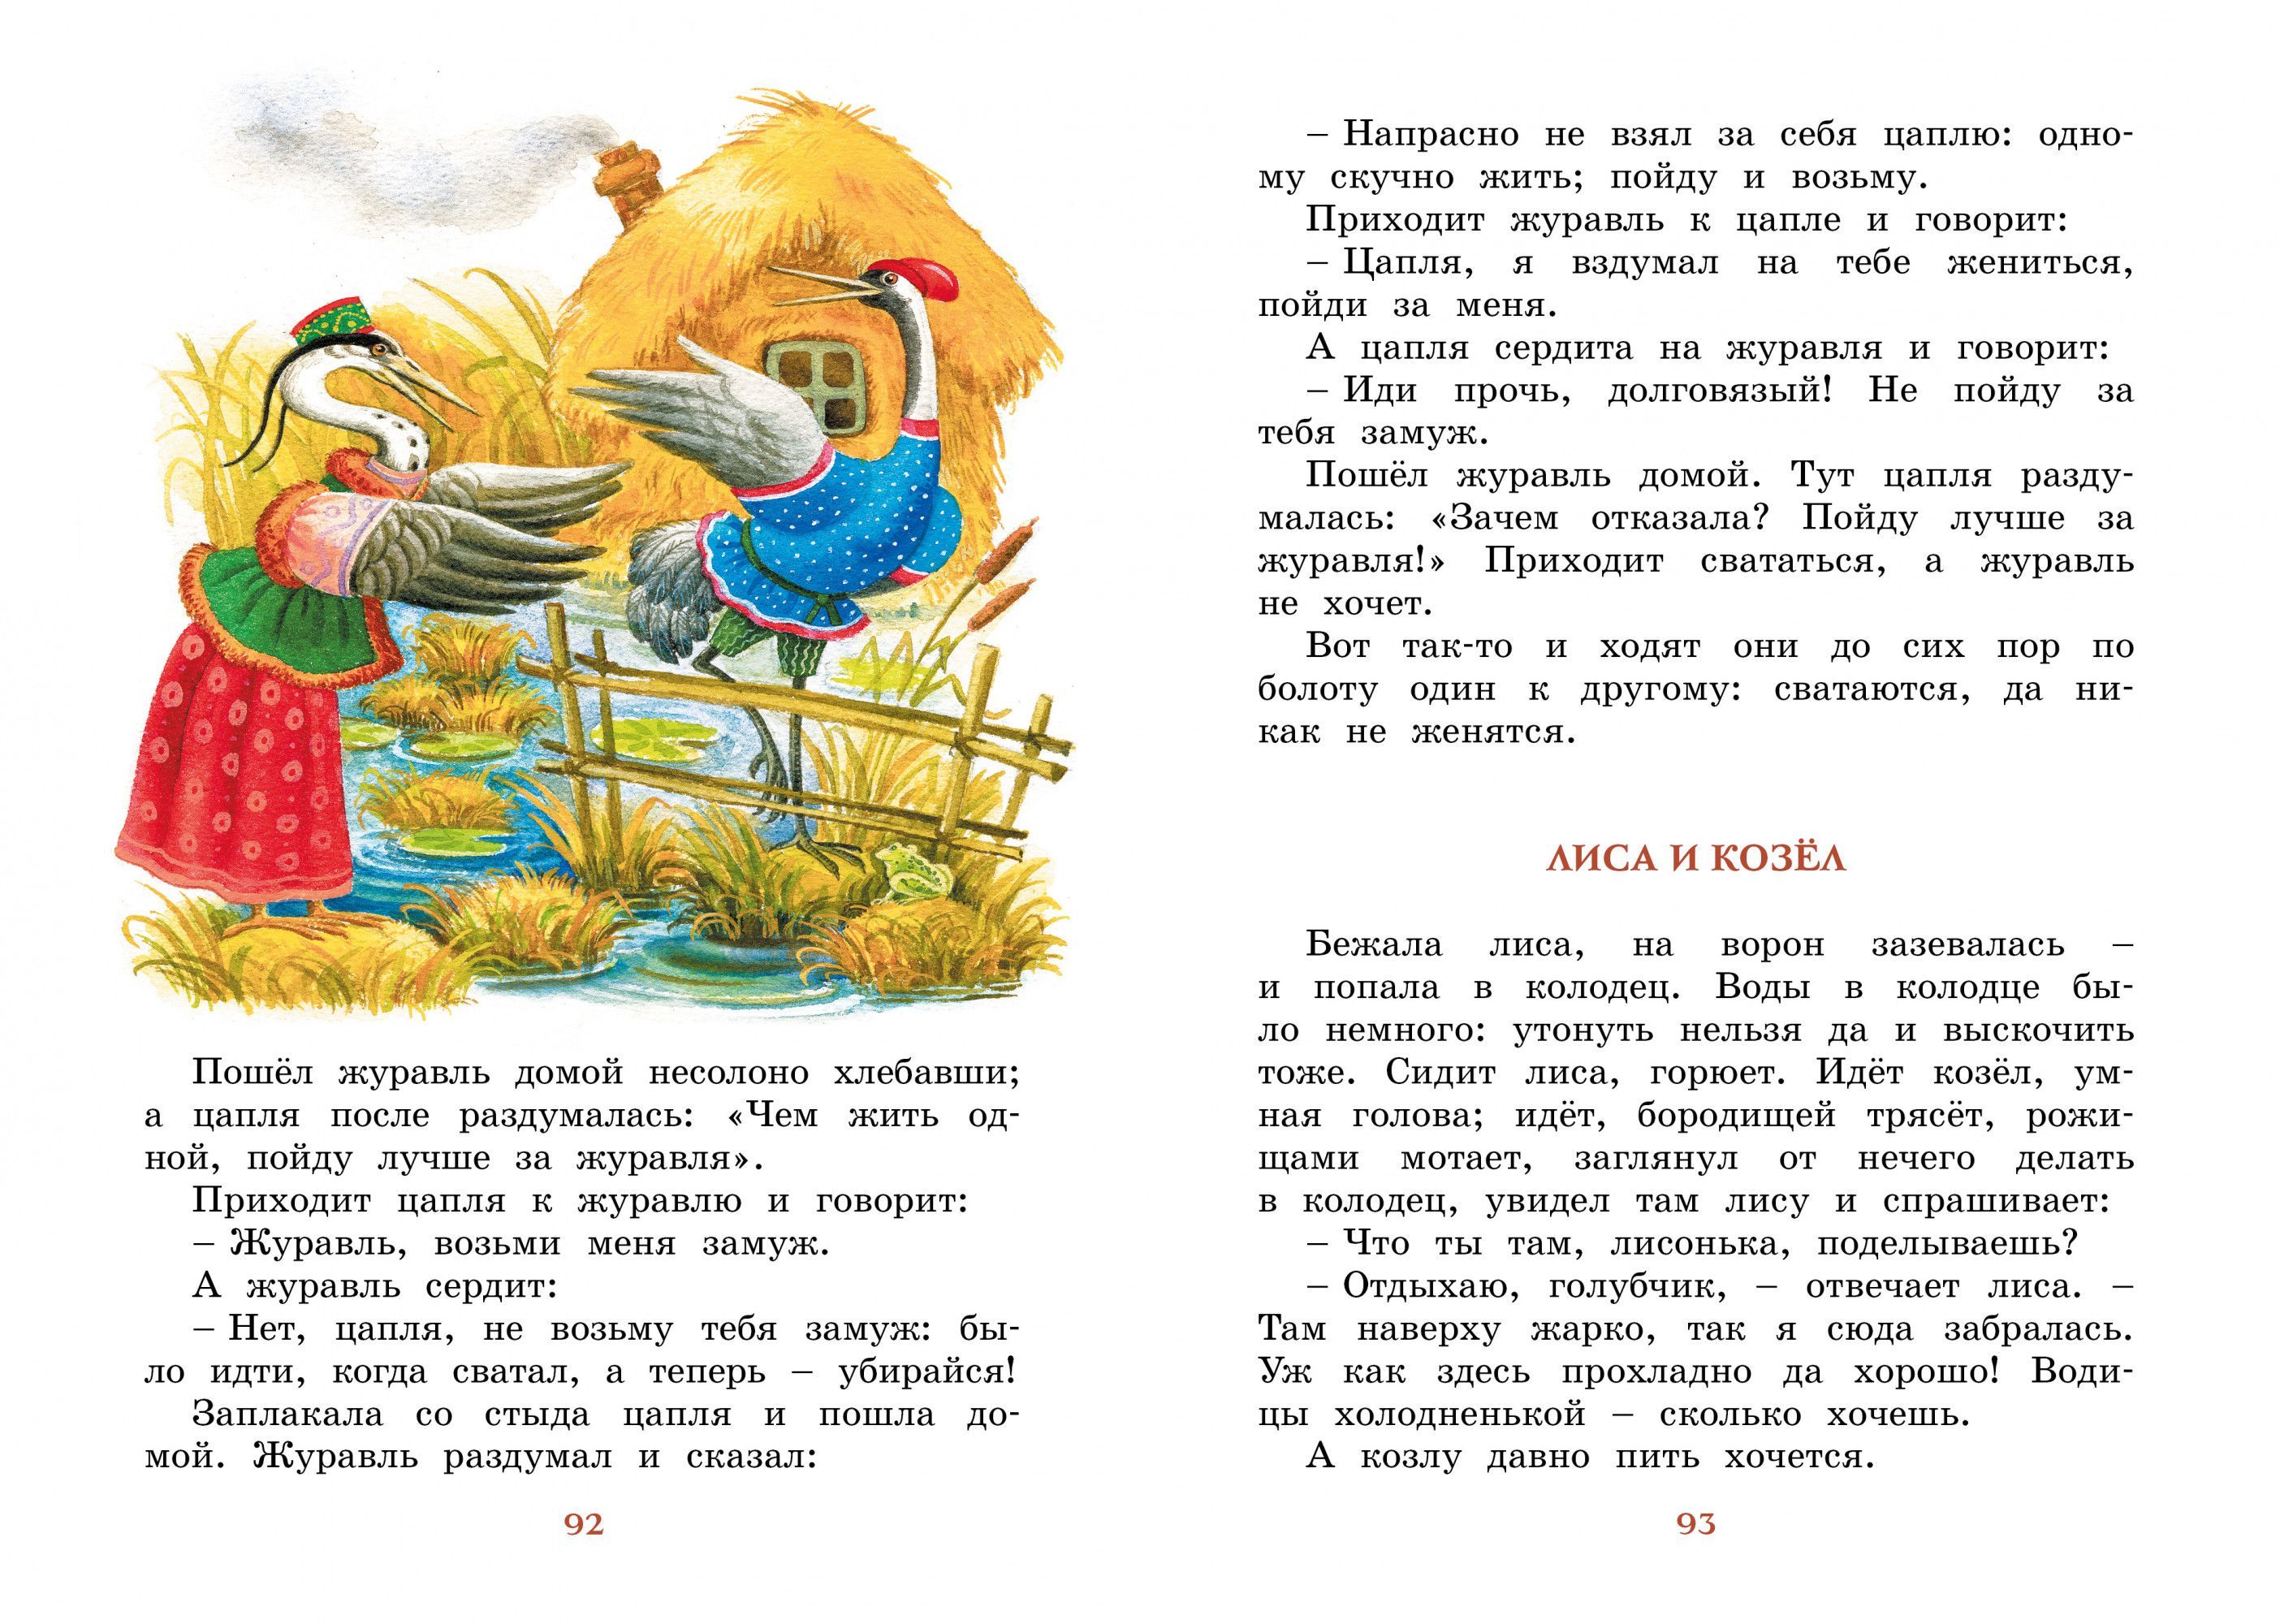 Пошёл журавль домой несолоно хлебавши;
а цапля после раздумалась: «Чем жить од-
ной, пойду лучше за журавля».
Приходит цапля к журавлю и говорит:
– Журавль, возьми меня замуж.
А журавль сердит:
– Нет, цапля, не возьму тебя замуж: бы-
ло идти, когда сватал, а теперь – убирайся!
Заплакала со стыда цапля и пошла до-
мой. Журавль раздумал и сказал:
92
– Напрасно не взял за себя цаплю: одно-
му скучно жить; пойду и возьму.
Приходит журавль к цапле и говорит:
– Цапля, я вздумал на тебе жениться,
пойди за меня.
А цапля сердита на журавля и говорит:
– Иди прочь, долговязый! Не пойду за
тебя замуж.
Пошёл журавль домой. Тут цапля разду-
малась: «Зачем отказала? Пойду лучше за
журавля!» Приходит свататься, а журавль
не хочет.
Вот так-то и ходят они до сих пор по
болоту один к другому: сватаются, да ни-
как не женятся.
ЛИСА И КОЗЁЛ
Бежала лиса, на ворон зазевалась –
и попала в колодец. Воды в колодце бы-
ло немного: утонуть нельзя да и выскочить
тоже. Сидит лиса, горюет. Идёт козёл, ум-
ная голова; идёт, бородищей трясёт, рожи-
щами мотает, заглянул от нечего делать
в колодец, увидел там лису и спрашивает:
– Что ты там, лисонька, поделываешь?
– Отдыхаю, голубчик, – отвечает лиса. –
Там наверху жарко, так я сюда забралась.
Уж как здесь прохладно да хорошо! Води-
цы холодненькой – сколько хочешь.
А козлу давно пить хочется.
93